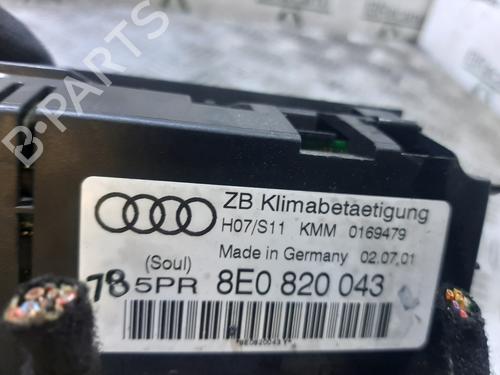 B-PARTS
ZB Klimabetaetigung
H07/S11 KMM 0169479
Made in Germany 02.07.01
(Soul)
78 5PR 8E0 820 043
*8E0820043 Y*